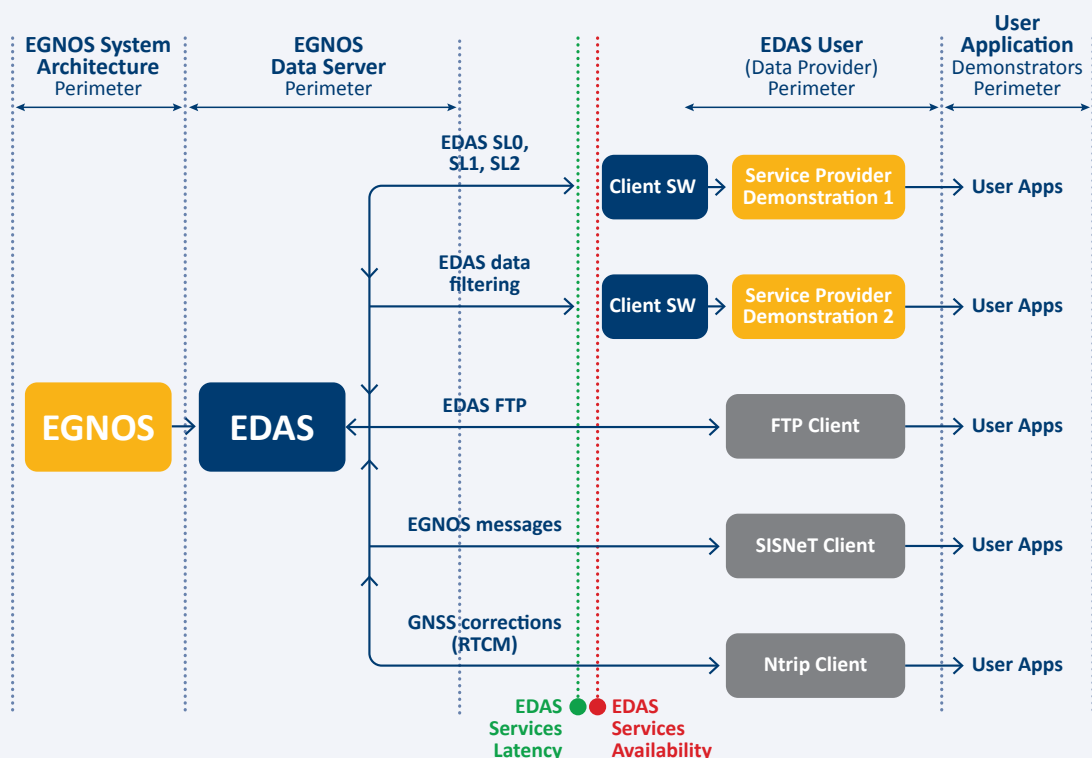 EGNOS System
Architecture
Perimeter
EGNOS
Data Server
Perimeter
EDAS User
(Data Provider)
Perimeter
User
Application
Demonstrators
Perimeter
EDAS SL0,
SL1, SL2
Client SW
Service Provider
Demonstration 1
User Apps
EDAS data
filtering
Client SW
Service Provider
Demonstration 2
User Apps
EGNOS
EDAS
EDAS FTP
FTP Client
User Apps
EGNOS messages
SISNeT Client
User Apps
GNSS corrections
(RTCM)
Ntrip Client
User Apps
EDAS
Services
Latency
EDAS
Services
Availability